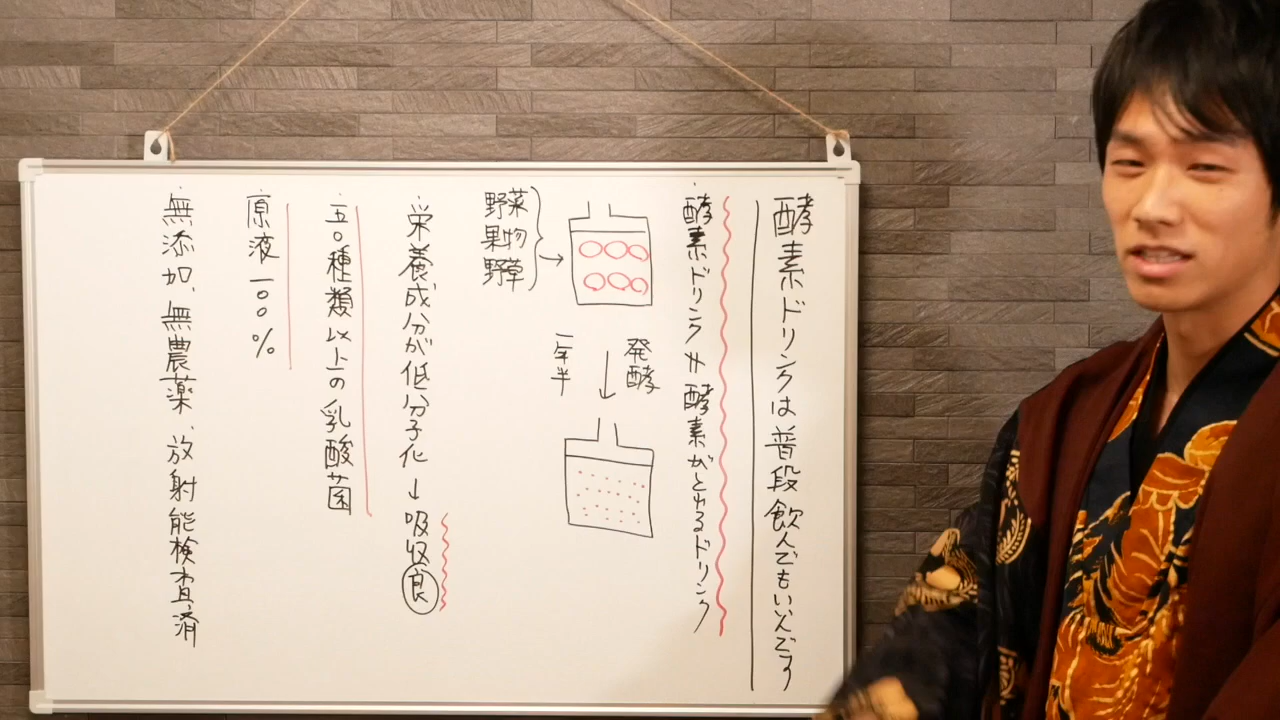 酵素ドリンクは普段飲んでもいいんです
酵素ドリンク≠酵素がとれるドリンク
野菜
果物
野草
→
発酵
↓
一年半
栄養成分が低分子化→吸収良
五〇種類以上の乳酸菌
原液一〇〇%
無添加、無農薬、放射能検査済